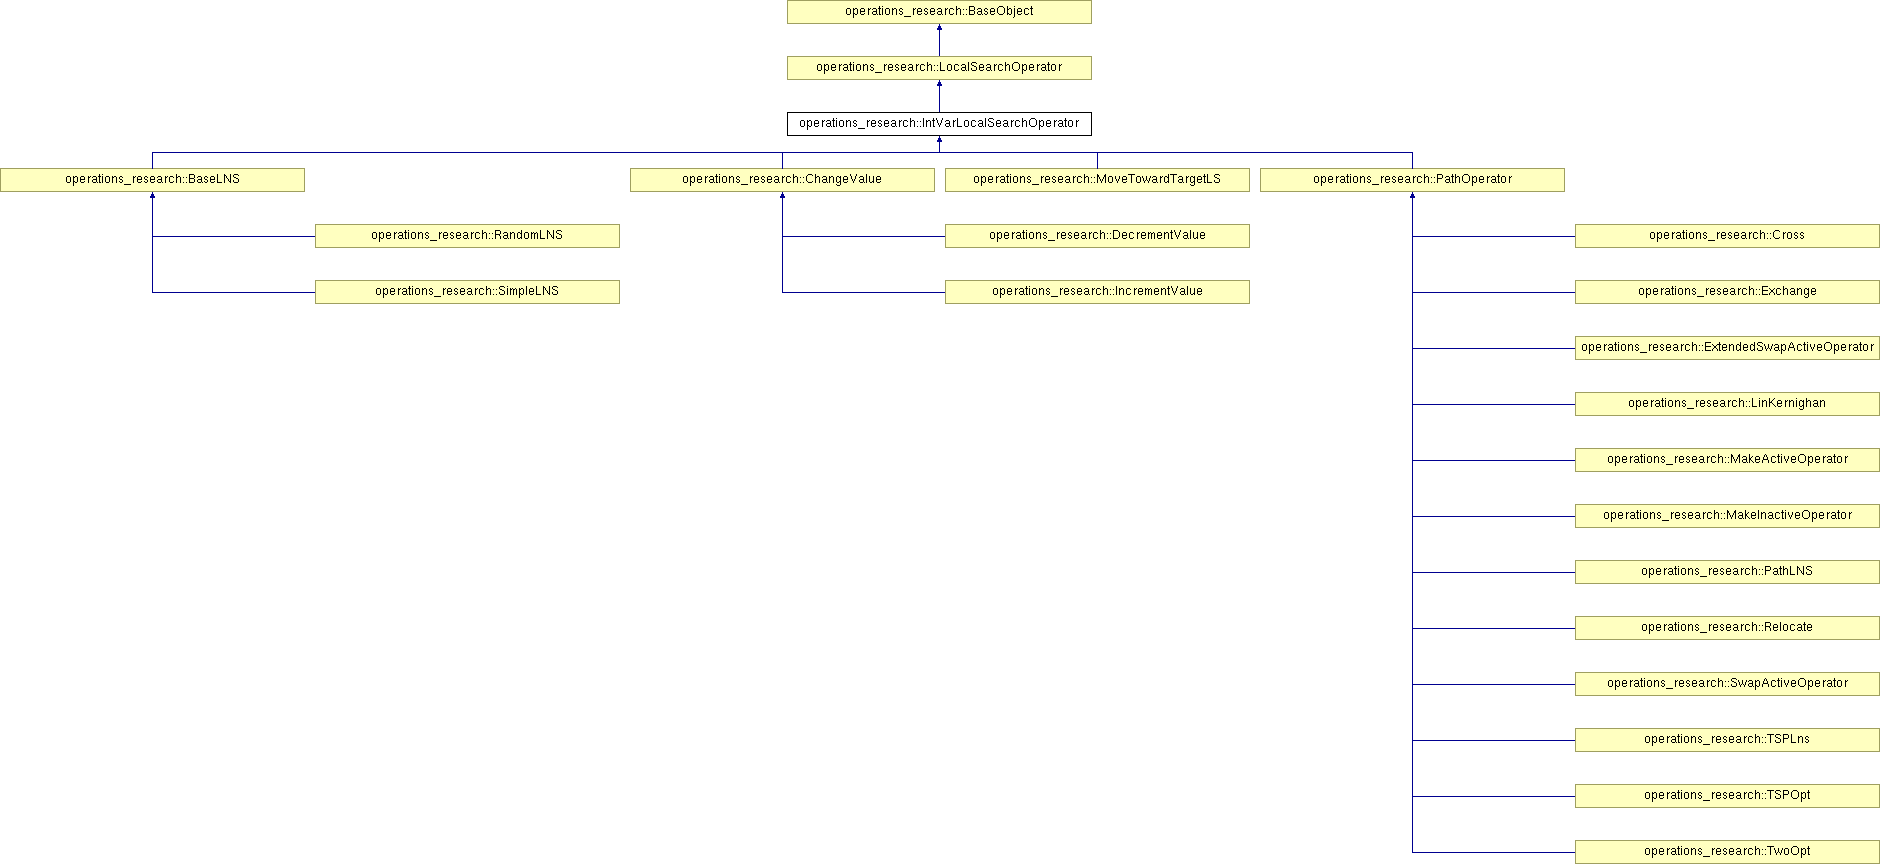 operations_research::BaseObject
operations_research::LocalSearchOperator
operations_research::IntVarLocalSearchOperator
operations_research::BaseLNS
operations_research::ChangeValue
operations_research::MoveTowardTargetLS
operations_research::PathOperator
operations_research::RandomLNS
operations_research::DecrementValue
operations_research::Cross
operations_research::SimpleLNS
operations_research::IncrementValue
operations_research::Exchange
operations_research::ExtendedSwapActiveOperator
operations_research::LinKernighan
operations_research::MakeActiveOperator
operations_research::MakeInactiveOperator
operations_research::PathLNS
operations_research::Relocate
operations_research::SwapActiveOperator
operations_research::TSPLns
operations_research::TSPOpt
operations_research::TwoOpt